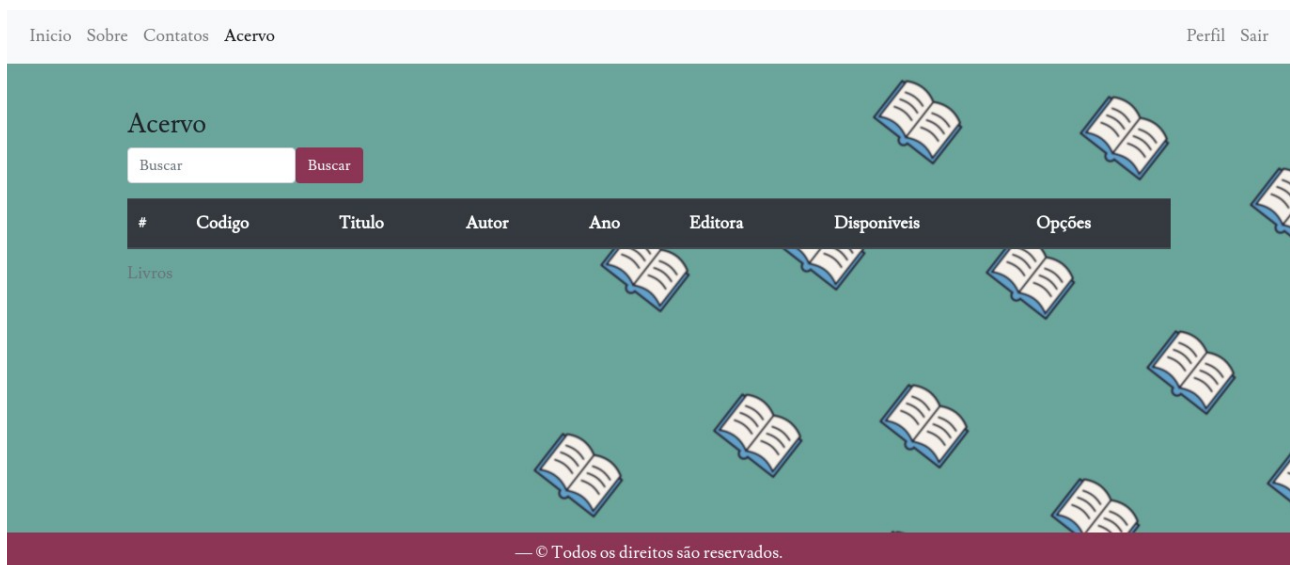 Inicio Sobre Contatos Acervo Perfil Sair
Acervo
Buscar Buscar
# Codigo Titulo Autor Ano Editora Disponiveis Opções
Livros
— © Todos os direitos são reservados.